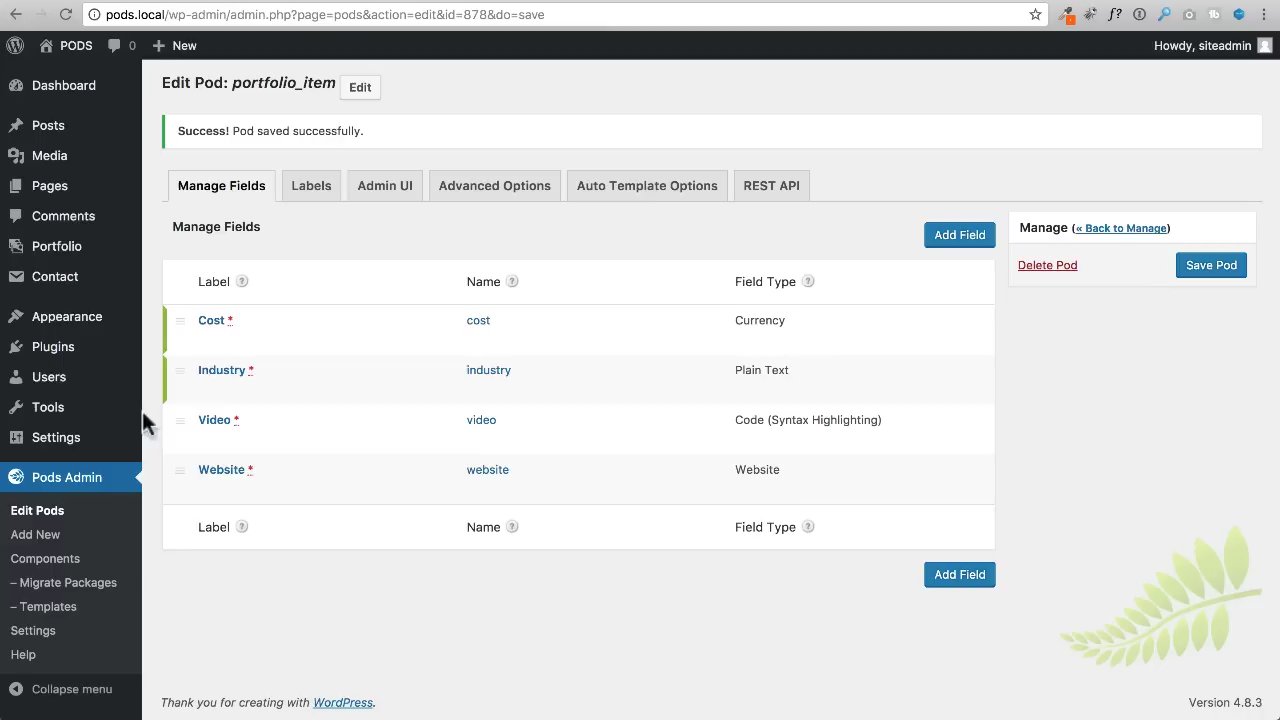 pods.local/wp-admin/admin.php?page=pods&action=edit&id=878&do=save
PODS 0 New Howdy, siteadmin
Dashboard
Posts
Media
Pages
Comments
Portfolio
Contact
Appearance
Plugins
Users
Tools
Settings
Pods Admin
Edit Pods
Add New
Components
– Migrate Packages
– Templates
Settings
Help
Collapse menu
Edit Pod: portfolio_item Edit
Success! Pod saved successfully.
Manage Fields Labels Admin UI Advanced Options Auto Template Options REST API
Manage Fields Add Field
Label ? Name ? Field Type ?
Cost * cost Currency
Industry * industry Plain Text
Video * video Code (Syntax Highlighting)
Website * website Website
Label ? Name ? Field Type ?
Add Field
Manage (« Back to Manage)
Delete Pod Save Pod
Thank you for creating with WordPress. Version 4.8.3